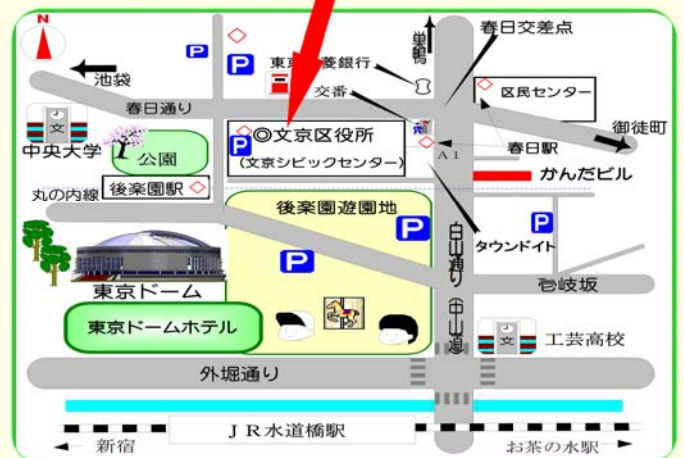 N
P
巣鴨
春日交差点
P
東京三菱銀行
池袋
交番
区民センター
春日通り
文
◎文京区役所
御徒町
中央大学
公園
P
(文京シビックセンター)
A1
春日駅
かんだビル
丸の内線
後楽園駅
後楽園遊園地
P
P
白山通り(中山道)
タウンドイト
P
東京ドーム
壱岐坂
東京ドームホテル
文
工芸高校
外堀通り
JR水道橋駅
新宿
お茶の水駅